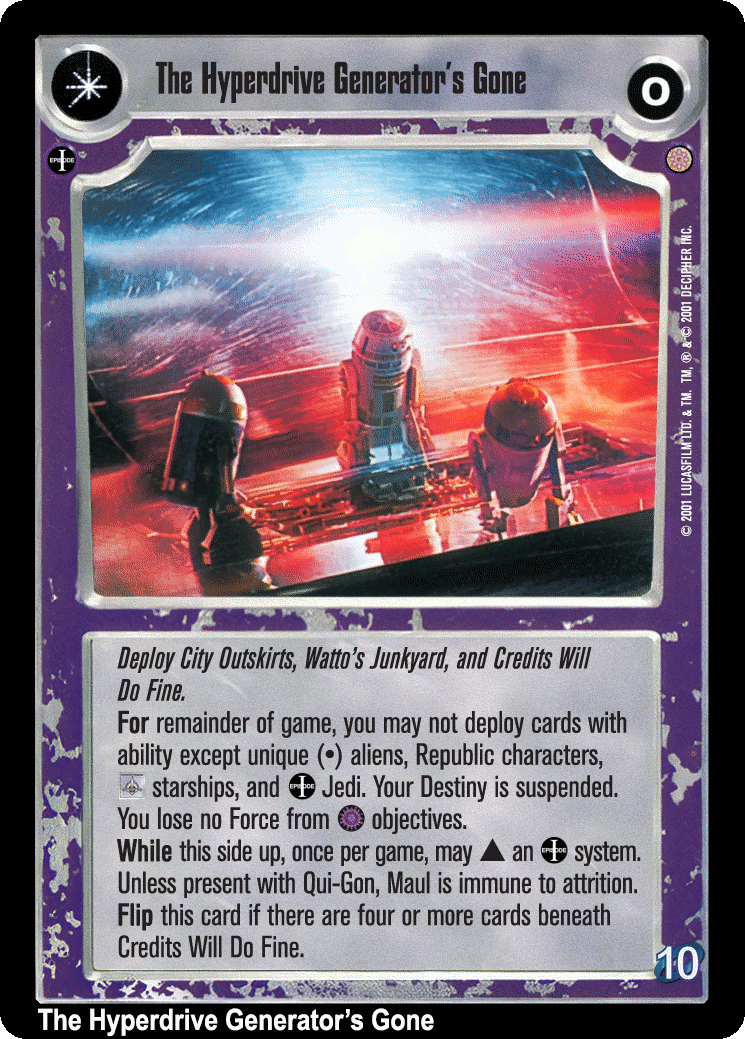 The Hyperdrive Generator's Gone
0
EPISODE I
© 2001 LUCASFILM LTD. & TM. TM, ® & © 2001 DECIPHER INC.
Deploy City Outskirts, Watto's Junkyard, and Credits Will
Do Fine.
For remainder of game, you may not deploy cards with
ability except unique (•) aliens, Republic characters,
starships, and EPISODE I Jedi. Your Destiny is suspended.
You lose no Force from objectives.
While this side up, once per game, may ▲ an EPISODE I system.
Unless present with Qui-Gon, Maul is immune to attrition.
Flip this card if there are four or more cards beneath
Credits Will Do Fine.
10
The Hyperdrive Generator's Gone